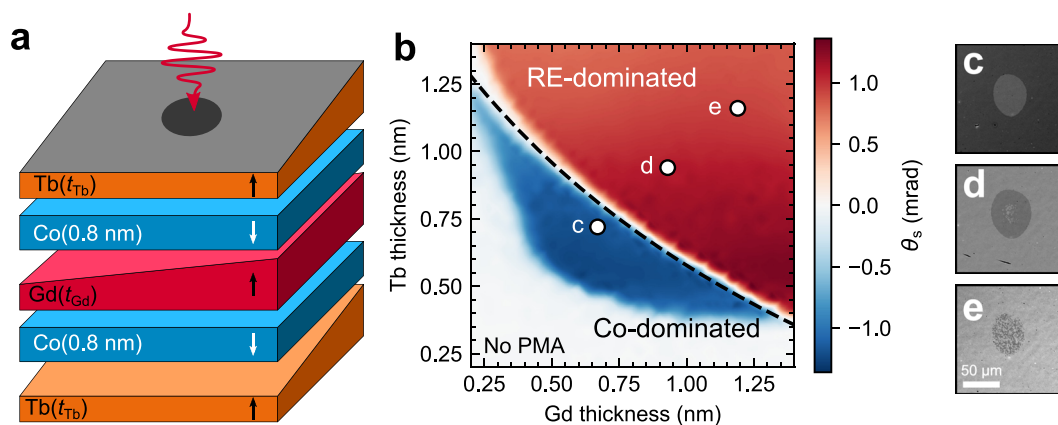 a
Tb(tTb)
Co(0.8 nm)
Gd(tGd)
Co(0.8 nm)
Tb(tTb)
b
Tb thickness (nm)
1.25
1.00
0.75
0.50
0.25
RE-dominated
e
d
c
Co-dominated
No PMA
0.25 0.50 0.75 1.00 1.25
Gd thickness (nm)
1.0
0.5
0.0
−0.5
−1.0
θs (mrad)
c
d
e
50 μm